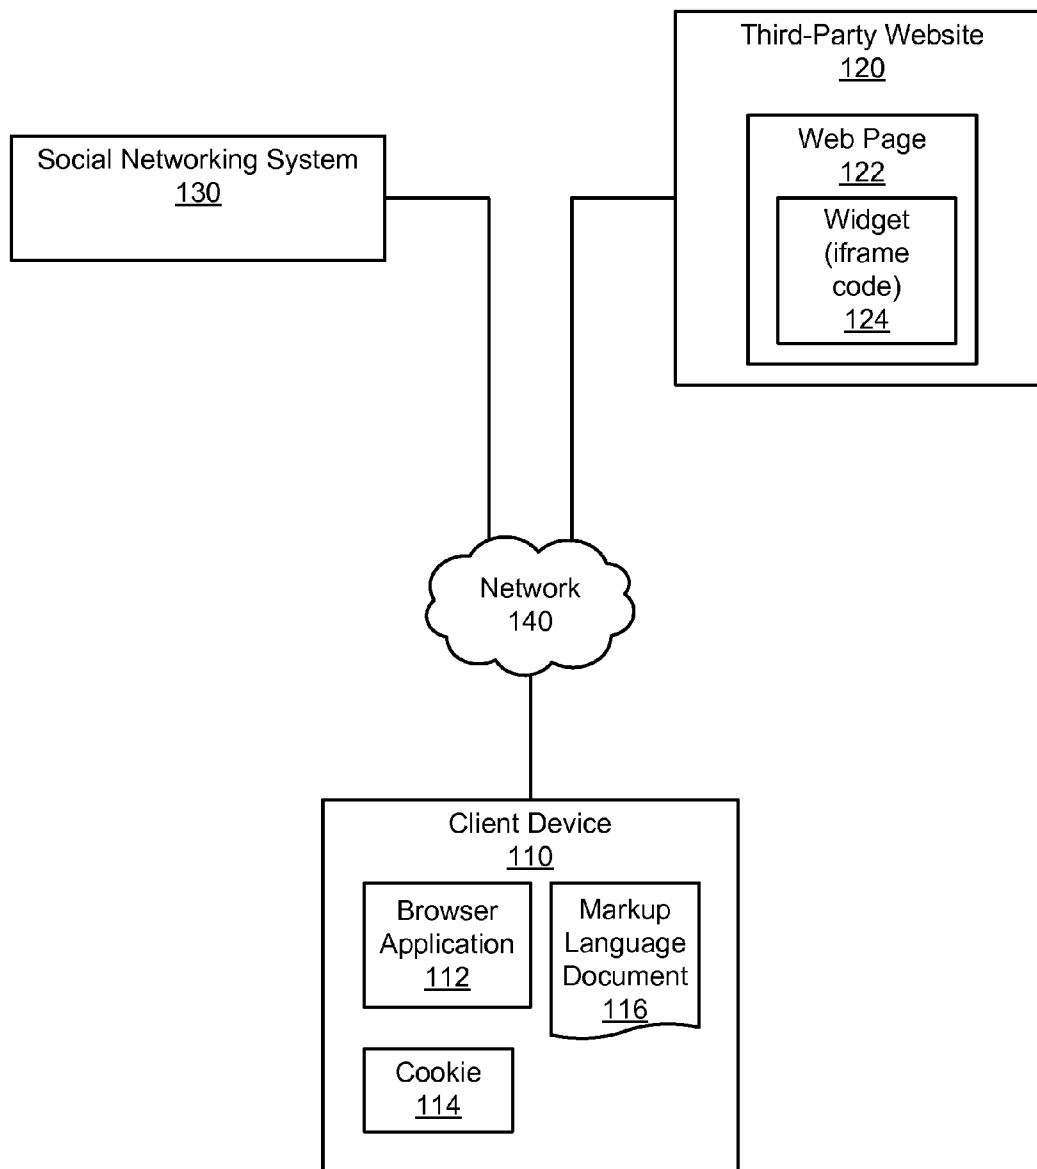 Third-Party Website
120
Web Page
122
Widget
(iframe
code)
124
Social Networking System
130
Network
140
Client Device
110
Browser
Application
112
Markup
Language
Document
116
Cookie
114